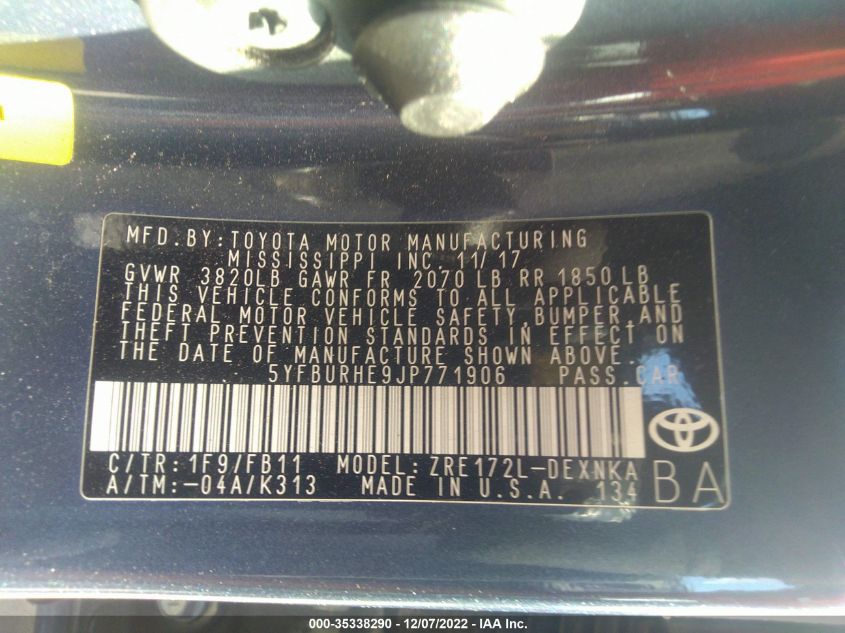 MFD.BY:TOYOTA MOTOR MANUFACTURING
MISSISSIPPI INC. 11/17
GVWR 3820LB GAWR FR 2070 LB RR 1850 LB
THIS VEHICLE CONFORMS TO ALL APPLICABLE
FEDERAL MOTOR VEHICLE SAFETY,BUMPER,AND
THEFT PREVENTION STANDARDS IN EFFECT ON
THE DATE OF MANUFACTURE SHOWN ABOVE.
5YFBURHE9JP771906 PASS.CAR
C/TR:1F9/FB11 MODEL:ZRE172L-DEXNKA
A/TM:-04A/K313 MADE IN U.S.A. 134
BA
000-35338290 - 12/07/2022 - IAA Inc.